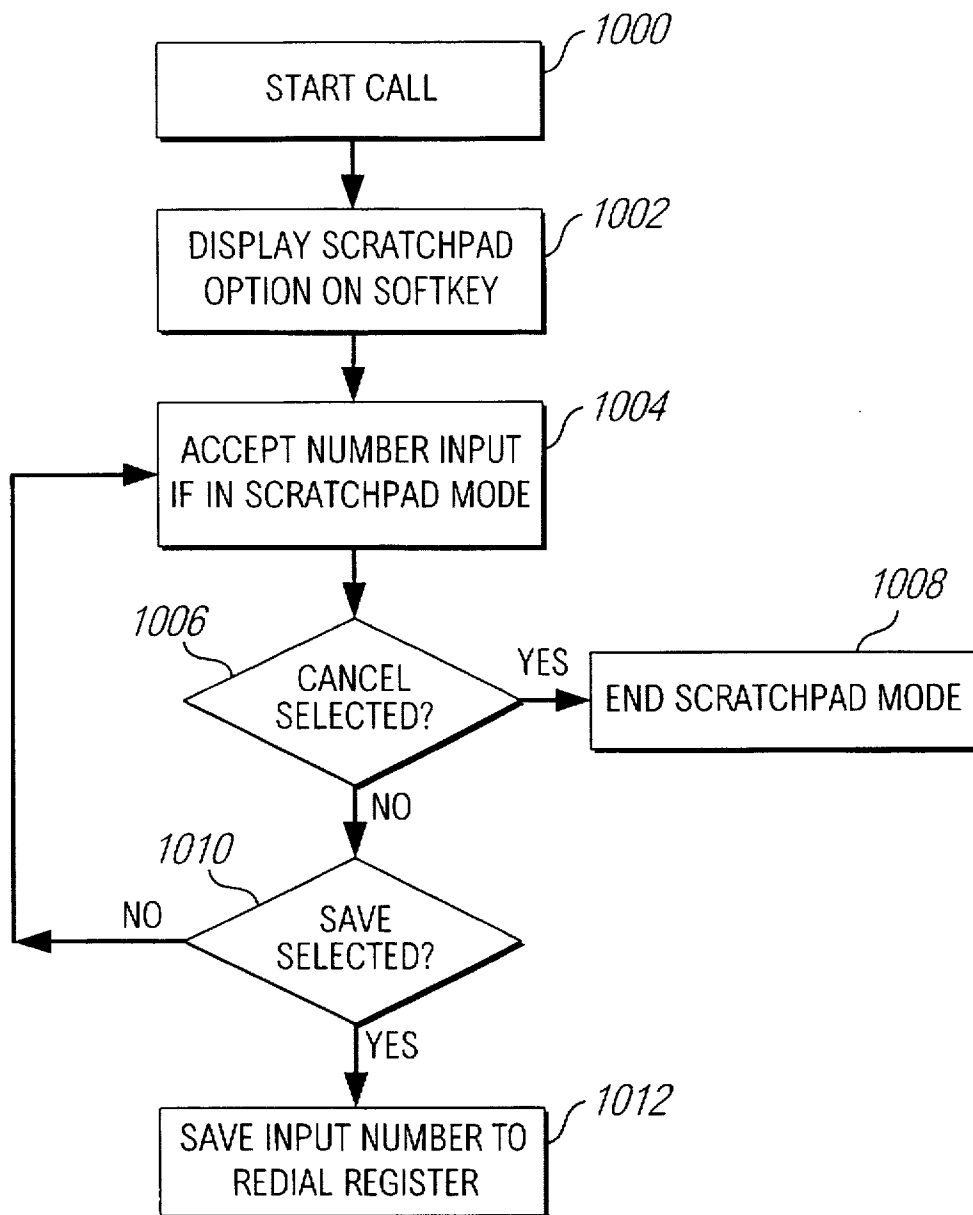 1000
START CALL
1002
DISPLAY SCRATCHPAD
OPTION ON SOFTKEY
1004
ACCEPT NUMBER INPUT
IF IN SCRATCHPAD MODE
1006
CANCEL
SELECTED?
YES
1008
END SCRATCHPAD MODE
NO
1010
SAVE
SELECTED?
NO
YES
1012
SAVE INPUT NUMBER TO
REDIAL REGISTER